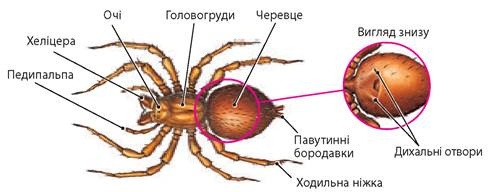 Очі
Головогруди
Черевце
Вигляд знизу
Хеліцера
Педипальпа
Павутинні
бородавки
Дихальні отвори
Ходильна ніжка